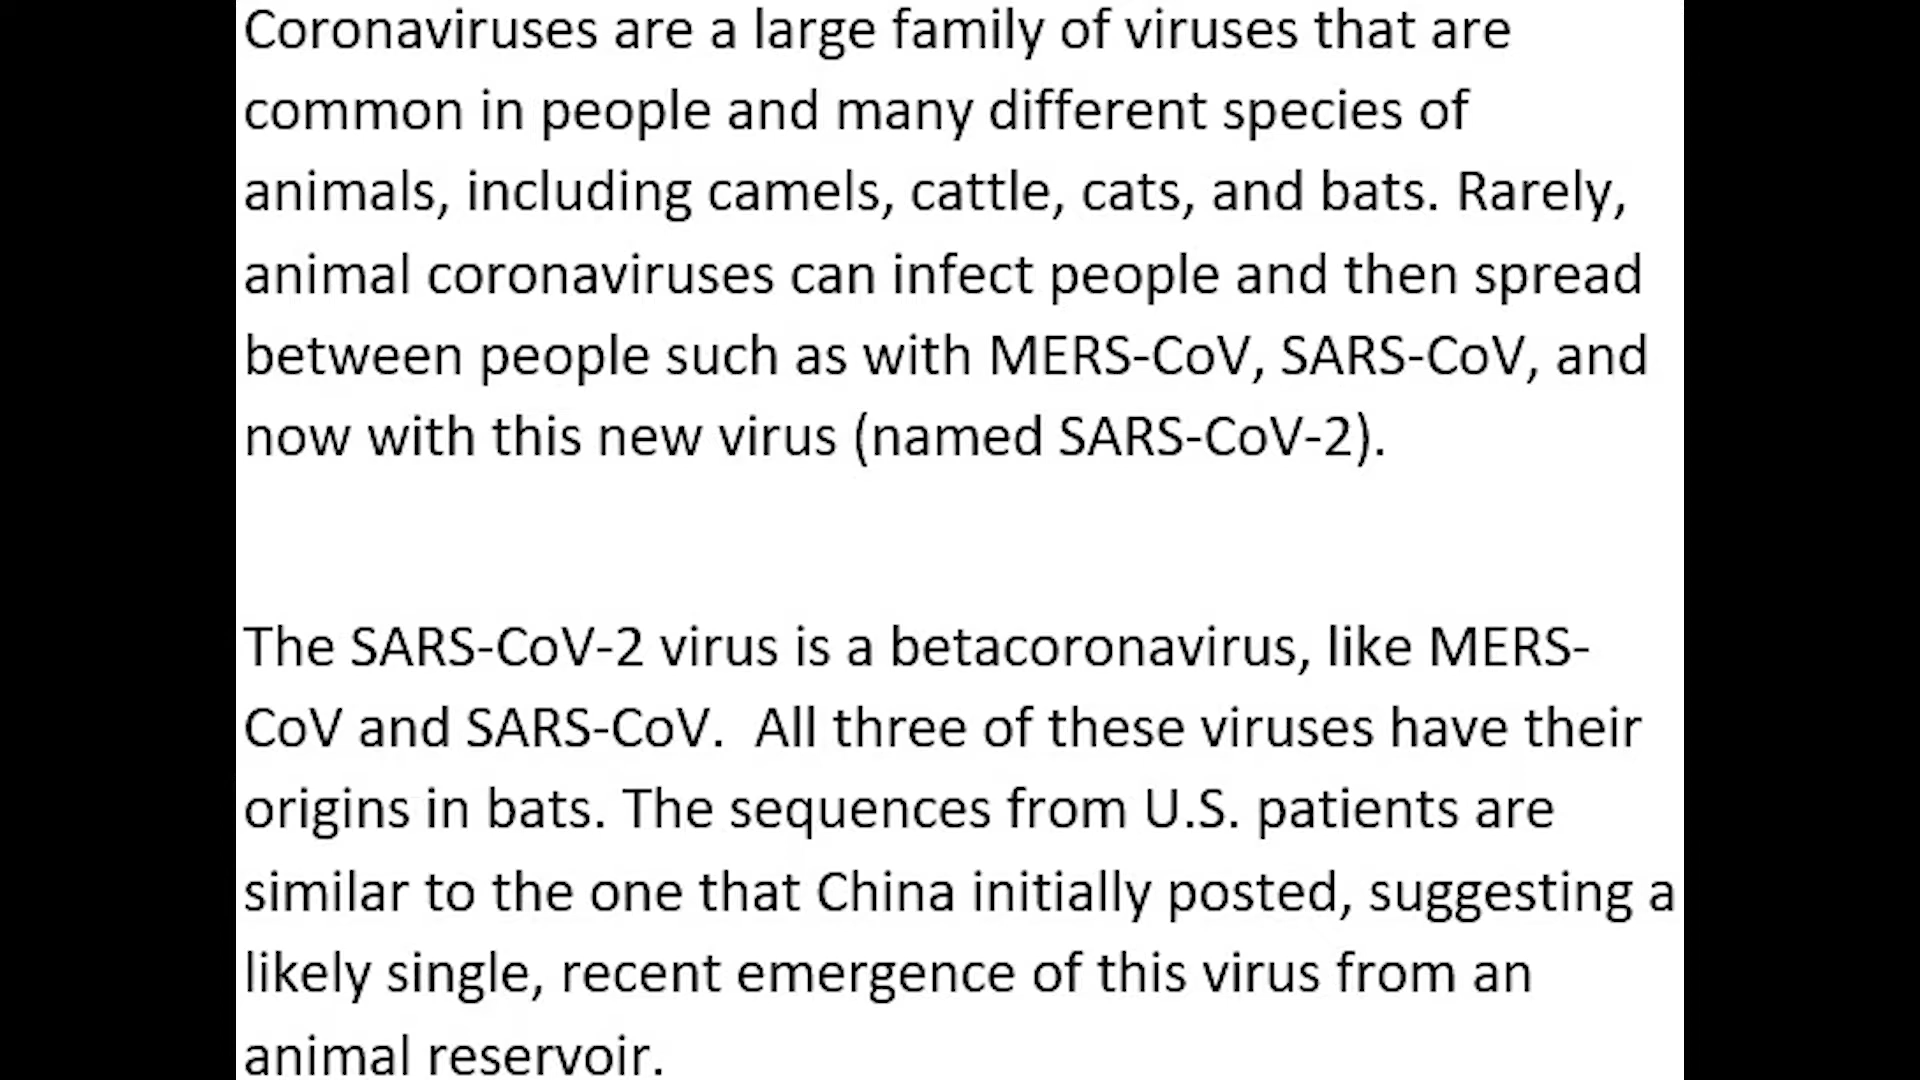 Coronaviruses are a large family of viruses that are
common in people and many different species of
animals, including camels, cattle, cats, and bats. Rarely,
animal coronaviruses can infect people and then spread
between people such as with MERS-CoV, SARS-CoV, and
now with this new virus (named SARS-CoV-2).
The SARS-CoV-2 virus is a betacoronavirus, like MERS-
CoV and SARS-CoV.  All three of these viruses have their
origins in bats. The sequences from U.S. patients are
similar to the one that China initially posted, suggesting a
likely single, recent emergence of this virus from an
animal reservoir.